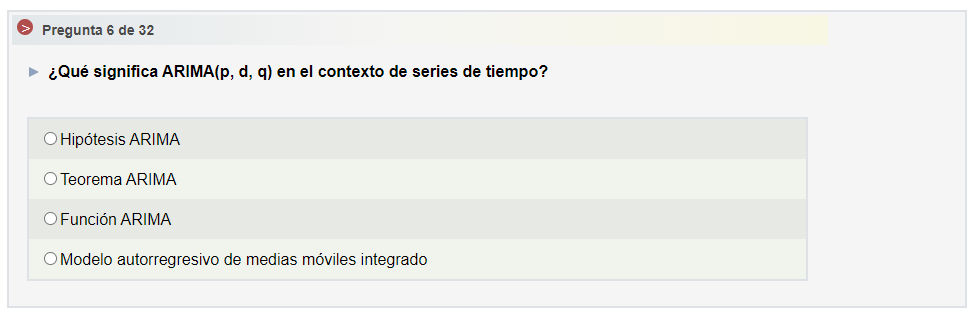 Pregunta 6 de 32
¿Qué significa ARIMA(p, d, q) en el contexto de series de tiempo?
Hipótesis ARIMA
Teorema ARIMA
Función ARIMA
Modelo autorregresivo de medias móviles integrado